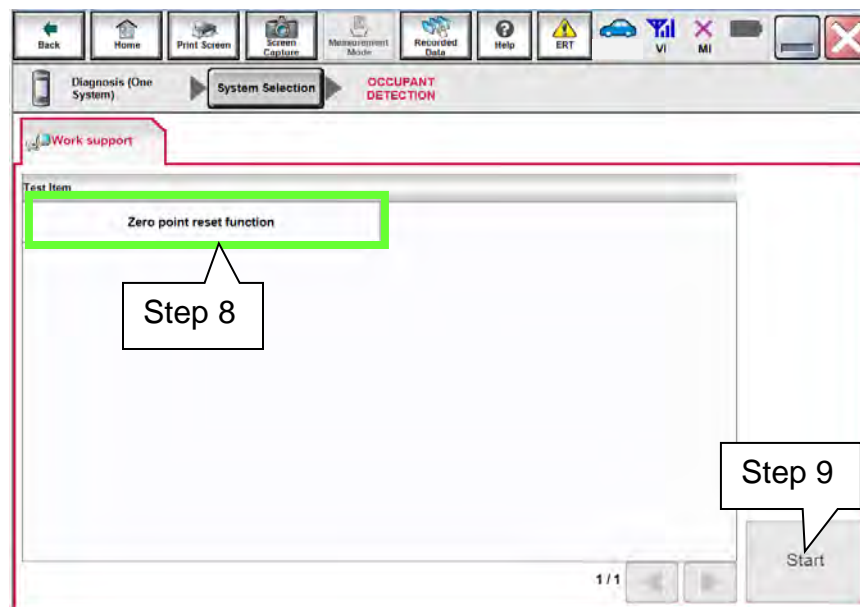 Back
Home
Print Screen
Screen
Capture
Measurement
Mode
Recorded
Data
Help
ERT
VI
MI
Diagnosis (One
System)
System Selection
OCCUPANT
DETECTION
Work support
Test Item
Zero point reset function
Step 8
Step 9
Start
1/1